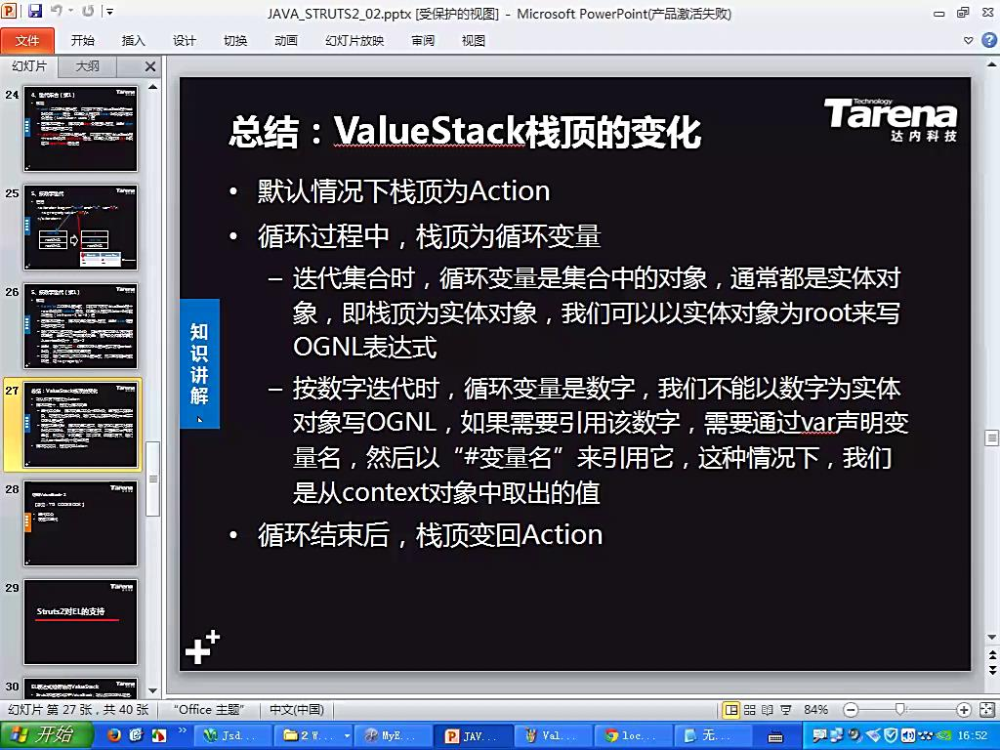 JAVA_STRUTS2_02.pptx [受保护的视图] - Microsoft PowerPoint(产品激活失败)
文件 开始 插入 设计 切换 动画 幻灯片放映 审阅 视图
幻灯片 大纲
24
25
26
27
28
29
Struts2对EL的支持
30
Technology
Tarena
达内科技
总结：ValueStack栈顶的变化
• 默认情况下栈顶为Action
• 循环过程中，栈顶为循环变量
– 迭代集合时，循环变量是集合中的对象，通常都是实体对
象，即栈顶为实体对象，我们可以以实体对象为root来写
OGNL表达式
– 按数字迭代时，循环变量是数字，我们不能以数字为实体
对象写OGNL，如果需要引用该数字，需要通过var声明变
量名，然后以“#变量名”来引用它，这种情况下，我们
是从context对象中取出的值
• 循环结束后，栈顶变回Action
知识讲解
幻灯片 第 27 张，共 40 张 "Office 主题" 中文(中国) 84%
开始 Jsd... 2 W... MyE... JAV... Val... loc... 无... 16:52